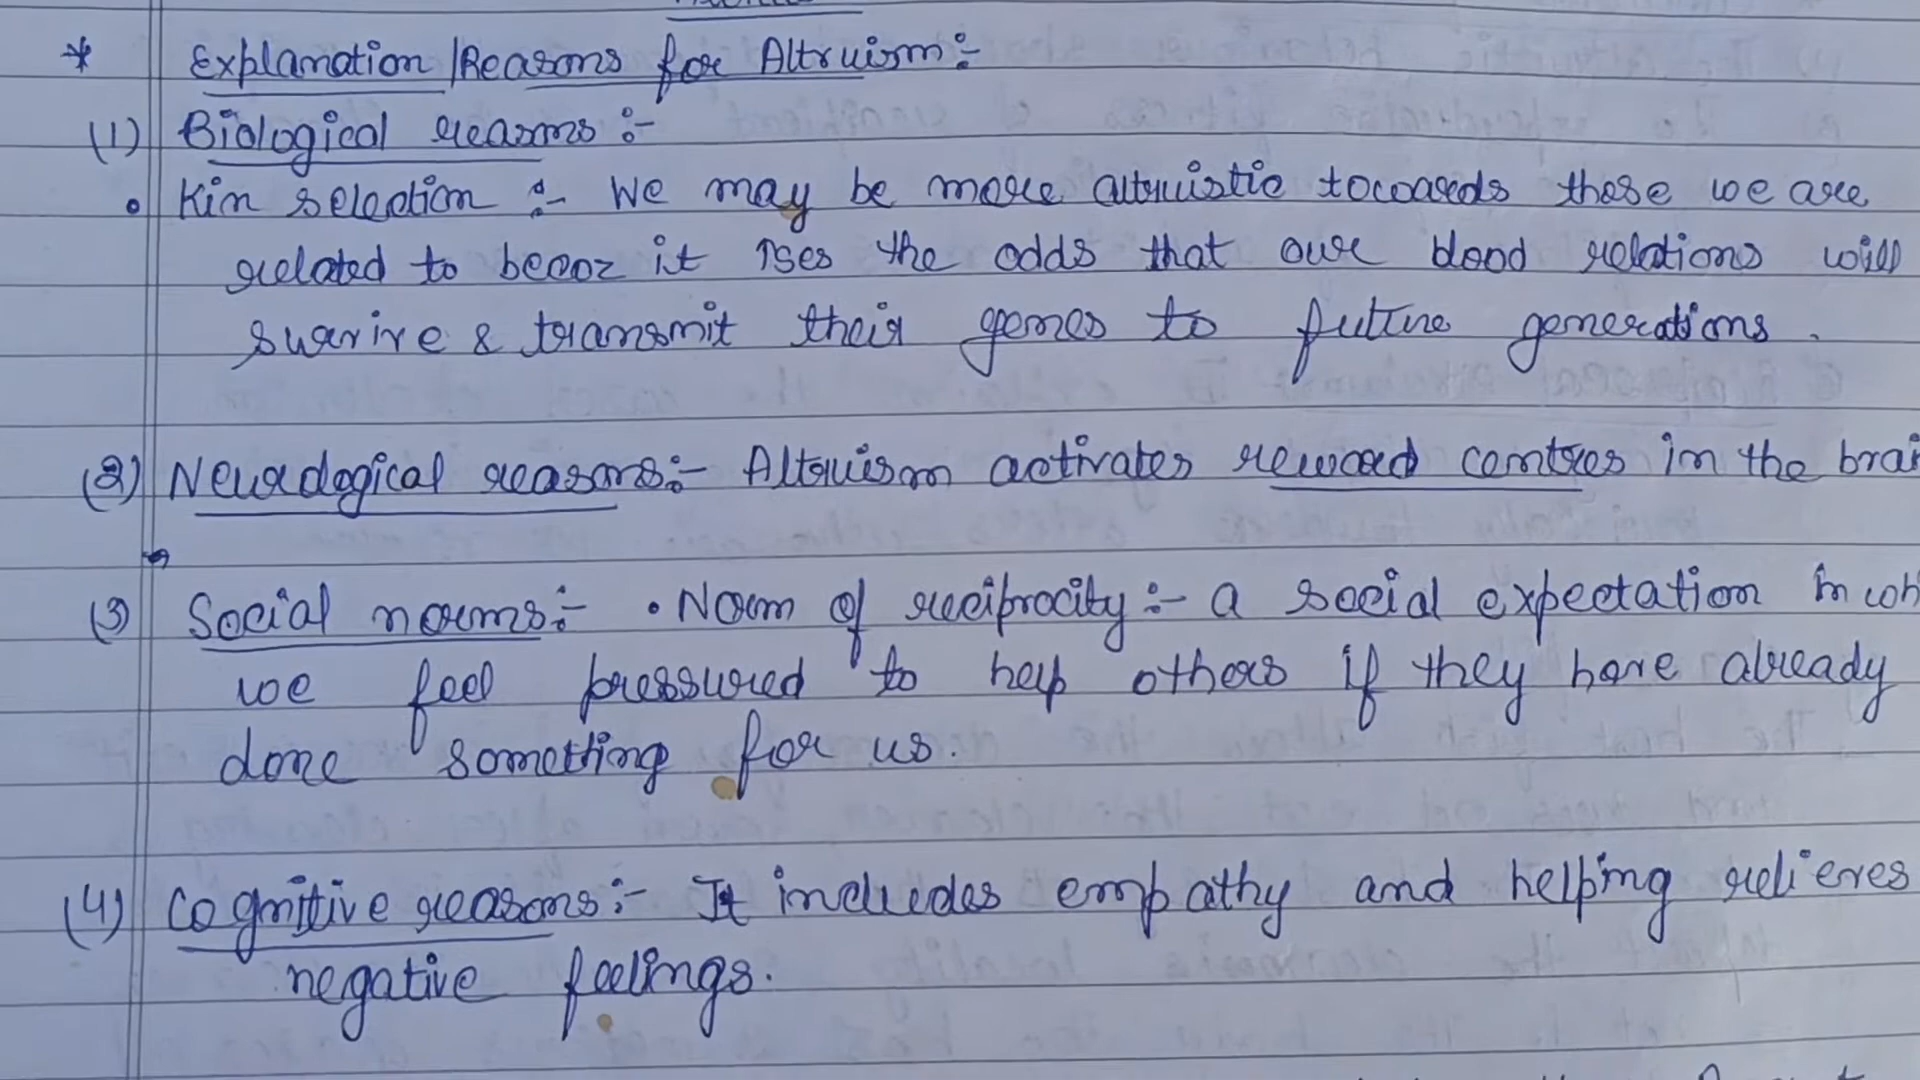 * Explanation/Reasons for Altruism:-
(1) Biological reasons :-
• Kin selection :- We may be more altruistic towards those we are
related to becoz it ↑ses the odds that our blood relations will
survive & transmit their genes to future generations.
(2) Neurological reasons:- Altruism activates reward centres in the brai
(3) Social norms:- • Norm of reciprocity:- a social expectation in wh
we feel pressured to help others if they have already
done something for us.
(4) Cognitive reasons:- It includes empathy and helping relieves
negative feelings.